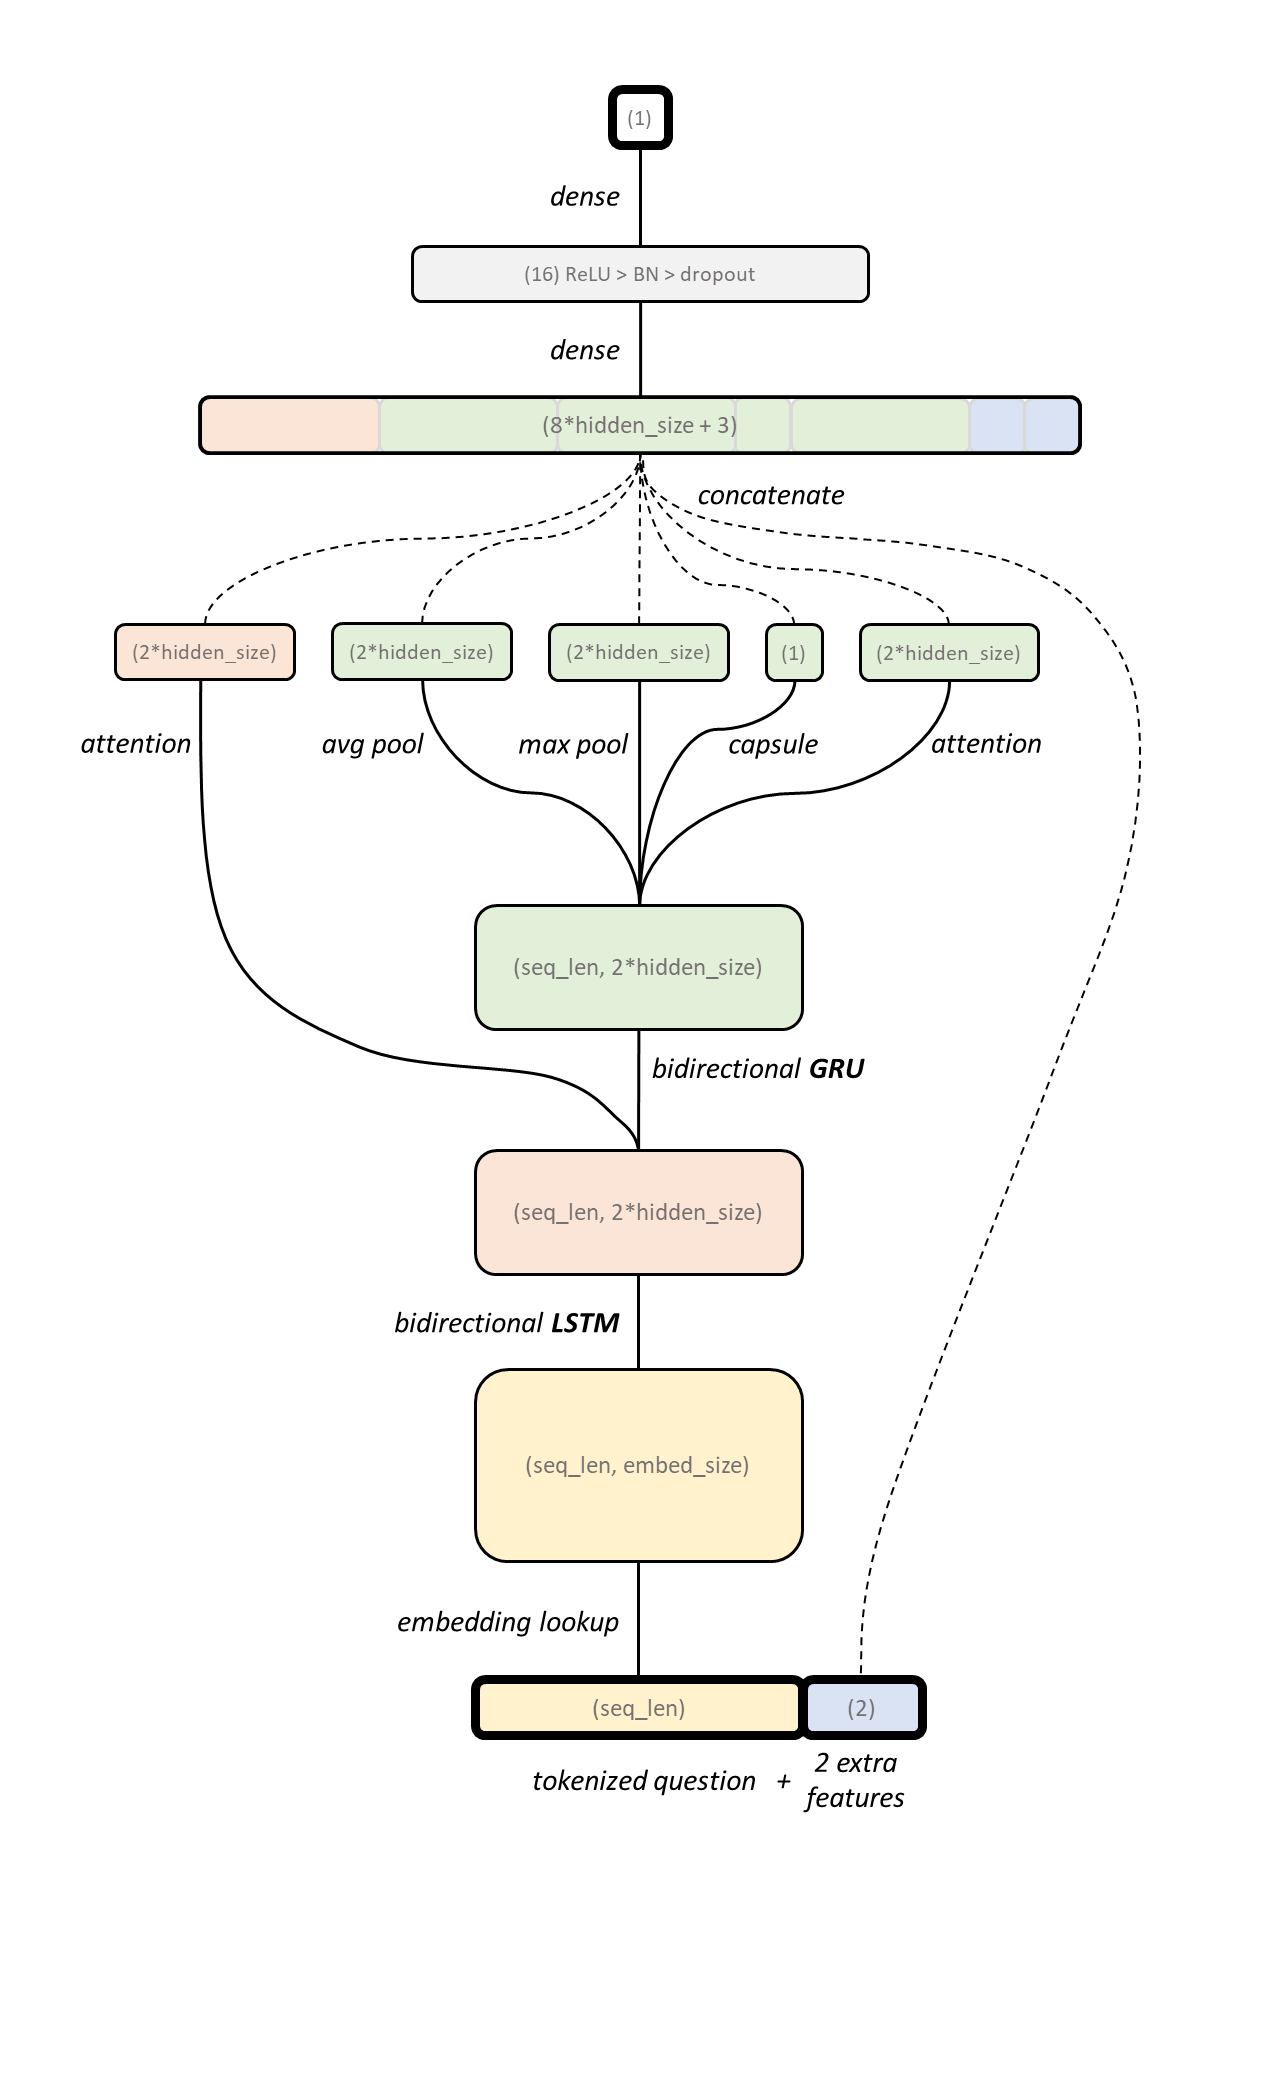 (1)
dense
(16) ReLU > BN > dropout
dense
(8*hidden_size + 3)
concatenate
(2*hidden_size)
(2*hidden_size)
(2*hidden_size)
(1)
(2*hidden_size)
attention
avg pool
max pool
capsule
attention
(seq_len, 2*hidden_size)
bidirectional GRU
(seq_len, 2*hidden_size)
bidirectional LSTM
(seq_len, embed_size)
embedding lookup
(seq_len)
(2)
tokenized question +
2 extra
features